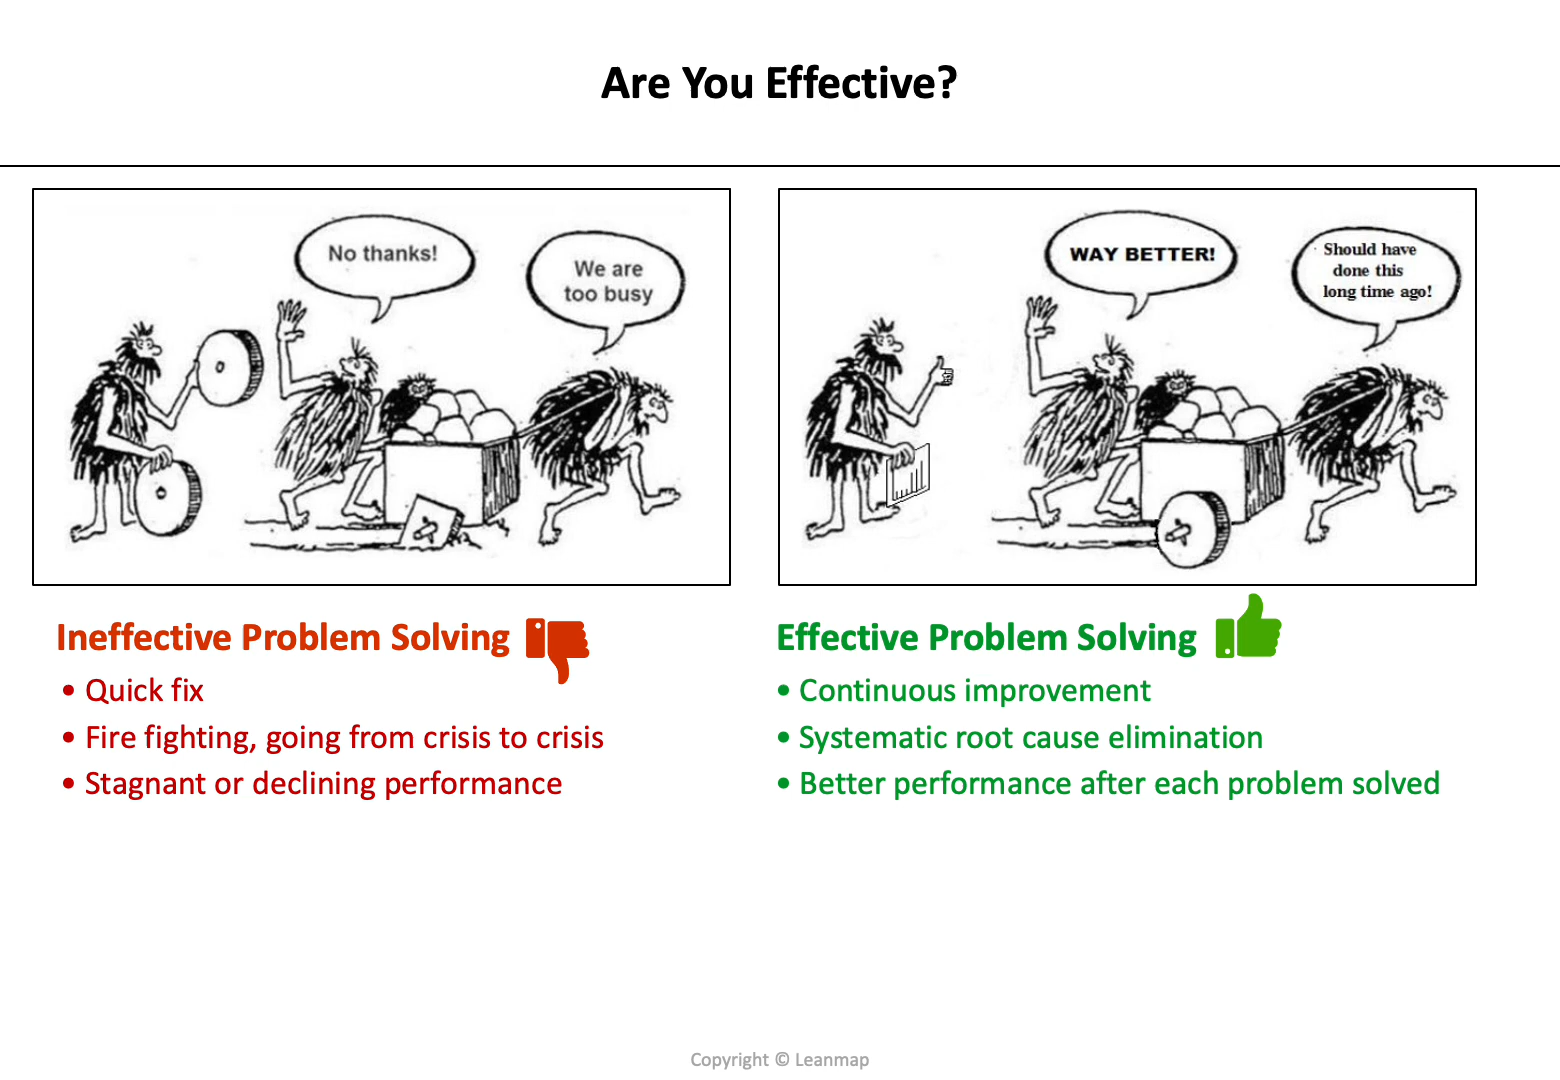 Are You Effective?
No thanks!
We are
too busy
WAY BETTER!
Should have
done this
long time ago!
Ineffective Problem Solving
• Quick fix
• Fire fighting, going from crisis to crisis
• Stagnant or declining performance
Effective Problem Solving
• Continuous improvement
• Systematic root cause elimination
• Better performance after each problem solved
Copyright © Leanmap